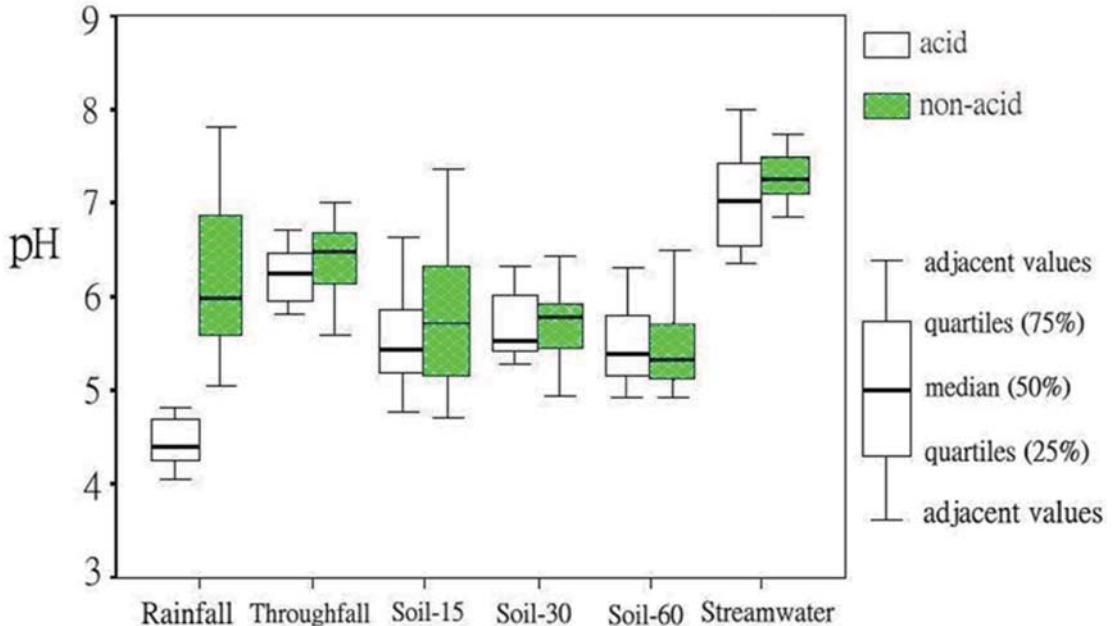 9
8
7
6
5
4
3
pH
Rainfall Throughfall Soil-15 Soil-30 Soil-60 Streamwater
acid
non-acid
adjacent values
quartiles (75%)
median (50%)
quartiles (25%)
adjacent values